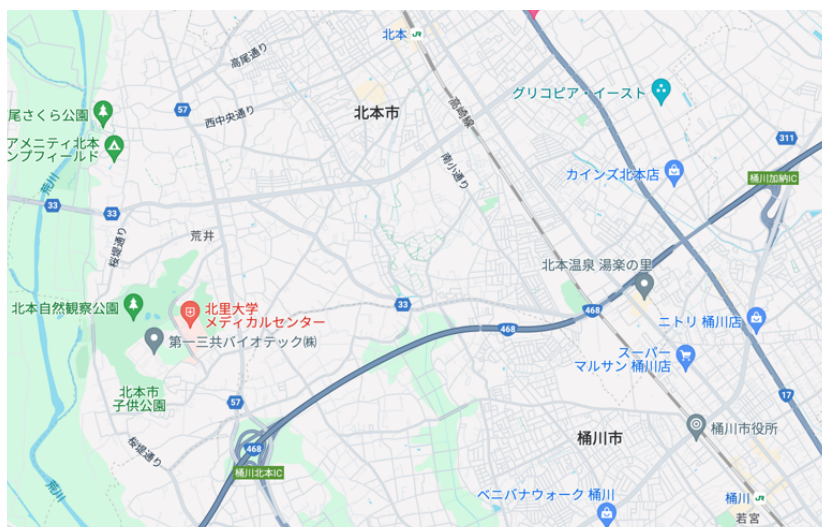 北本
高尾通り
グリコピア・イースト
57
北本市
高崎線
尾さくら公園
西中央通り
311
アメニティ北本
ンプフィールド
南小通り
カインズ北本店
桶川加納IC
荒川
33
33
荒井
桜堤通り
北本温泉 湯楽の里
北本自然観察公園
北里大学
メディカルセンター
33
468
ニトリ 桶川店
468
第一三共バイオテック㈱
スーパー
マルサン 桶川店
北本市
子供公園
57
17
桶川市
桶川市役所
桜堤通り
468
桶川北本IC
荒川
ベニバナウォーク 桶川
桶川
若宮